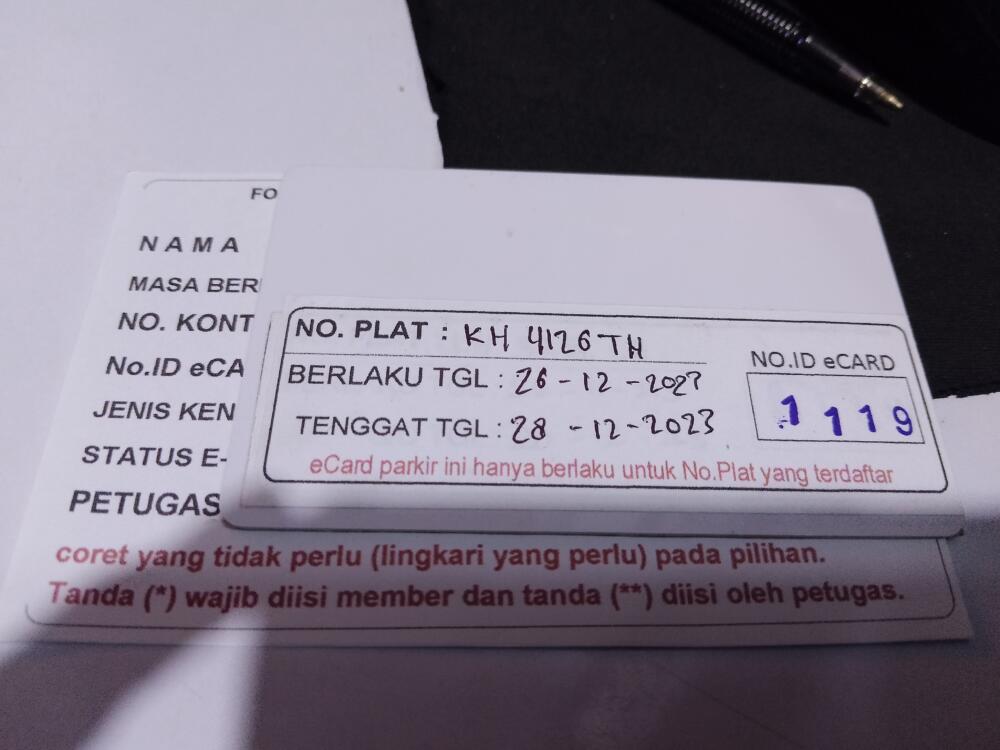 FO
NAMA
MASA BER
NO. KONT
No.ID eCA
JENIS KEN
STATUS E-
PETUGAS
NO. PLAT : KH 4126 TH
BERLAKU TGL : 26 - 12 - 2023
TENGGAT TGL : 28 - 12 - 2023
NO.ID eCARD
1119
eCard parkir ini hanya berlaku untuk No.Plat yang terdaftar
coret yang tidak perlu (lingkari yang perlu) pada pilihan.
Tanda (*) wajib diisi member dan tanda (**) diisi oleh petugas.